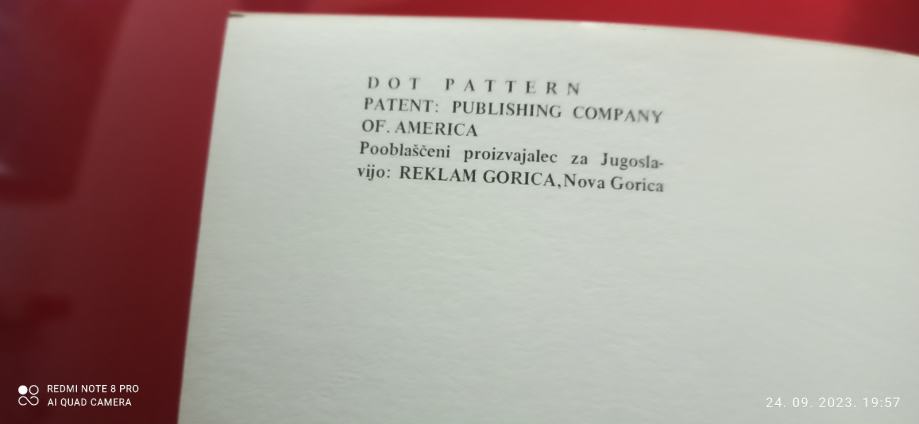 DOT PATTERN
PATENT: PUBLISHING COMPANY
OF. AMERICA
Pooblaščeni proizvajalec za Jugosla-
vijo: REKLAM GORICA, Nova Gorica
REDMI NOTE 8 PRO
AI QUAD CAMERA
24. 09. 2023. 19:57